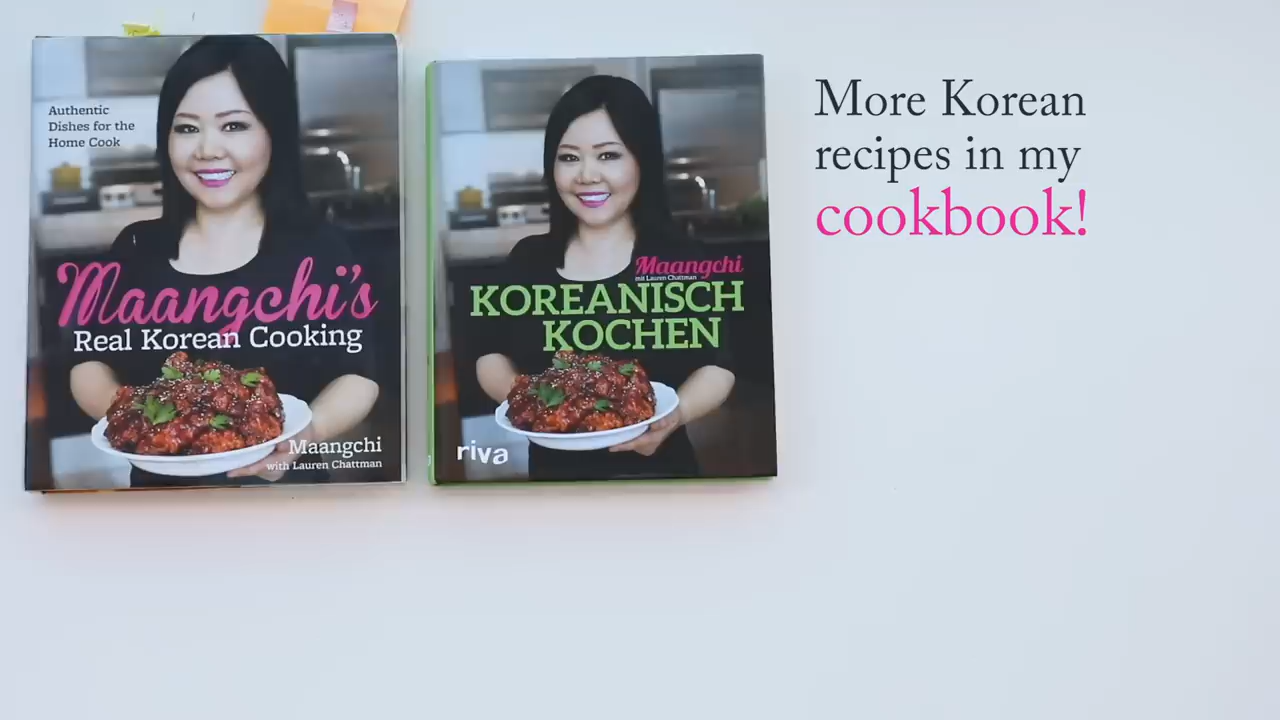 Authentic
Dishes for the
Home Cook
Maangchi's
Real Korean Cooking
Maangchi
with Lauren Chattman
Maangchi
mit Lauren Chattman
KOREANISCH
KOCHEN
riva
More Korean
recipes in my
cookbook!